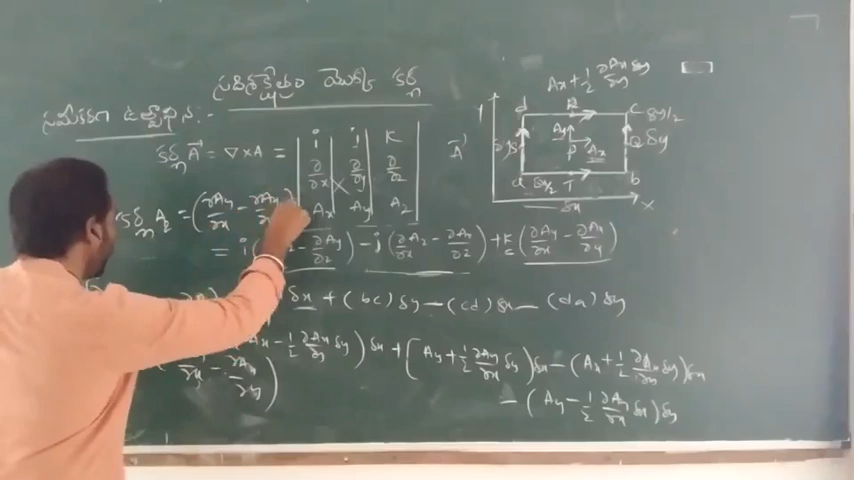 సదిశక్షేత్రం యొక్క కర్ల్
సమీకరణ ఉత్పాదన :-
కర్ల్ A⃗ = ∇ × A = | i j k |
| ∂/∂x ∂/∂y ∂/∂z |
| Ax Ay Az |
A⃗
కర్ల్ Az = (∂Ay/∂x - ∂Ax/∂
= i( - ∂Ay/∂z) - j(∂Az/∂x - ∂Ax/∂z) + k(∂Ay/∂x - ∂Ax/∂y)
δx + (bc) δy - (cd) δx - (da) δy
Ax - 1/2 ∂Ax/∂y δy) δx + (Ay + 1/2 ∂Ay/∂x δy) δx - (Ax + 1/2 ∂Ax/∂y δy) δx
- ∂Ax/∂y)
- (Ay - 1/2 ∂Ay/∂x δx) δy
Ax + 1/2 ∂Ax/∂y δy
Y d R c δy/2
Ay Q δy
P Ax
a δx/2 T b
δx X